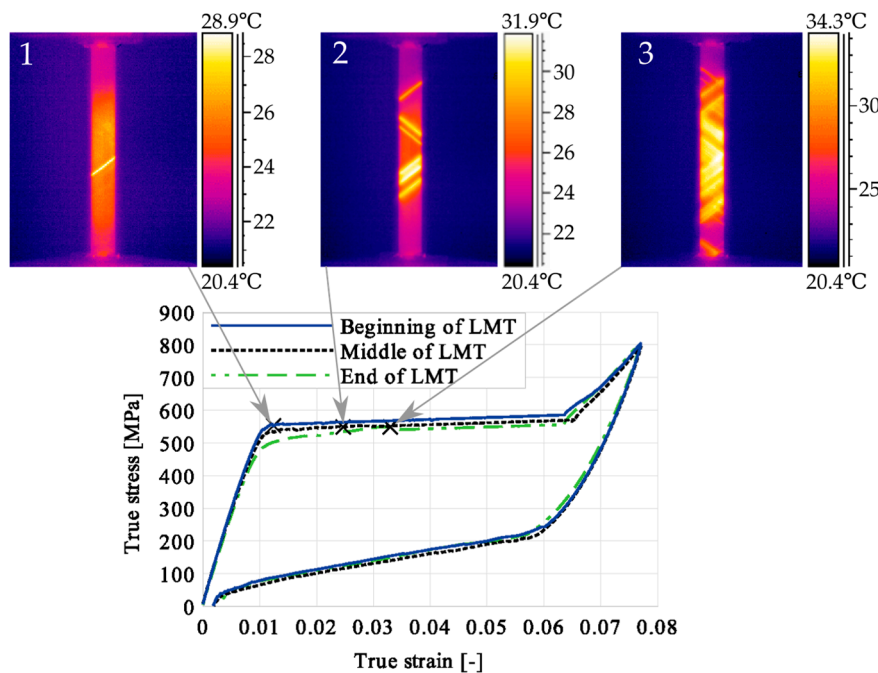 28.9°C
31.9°C
34.3°C
1
2
3
28
26
24
22
30
28
26
24
22
30
25
20.4°C
20.4°C
20.4°C
900
800
700
600
500
400
300
200
100
0
Beginning of LMT
Middle of LMT
End of LMT
True stress [MPa]
0 0.01 0.02 0.03 0.04 0.05 0.06 0.07 0.08
True strain [-]